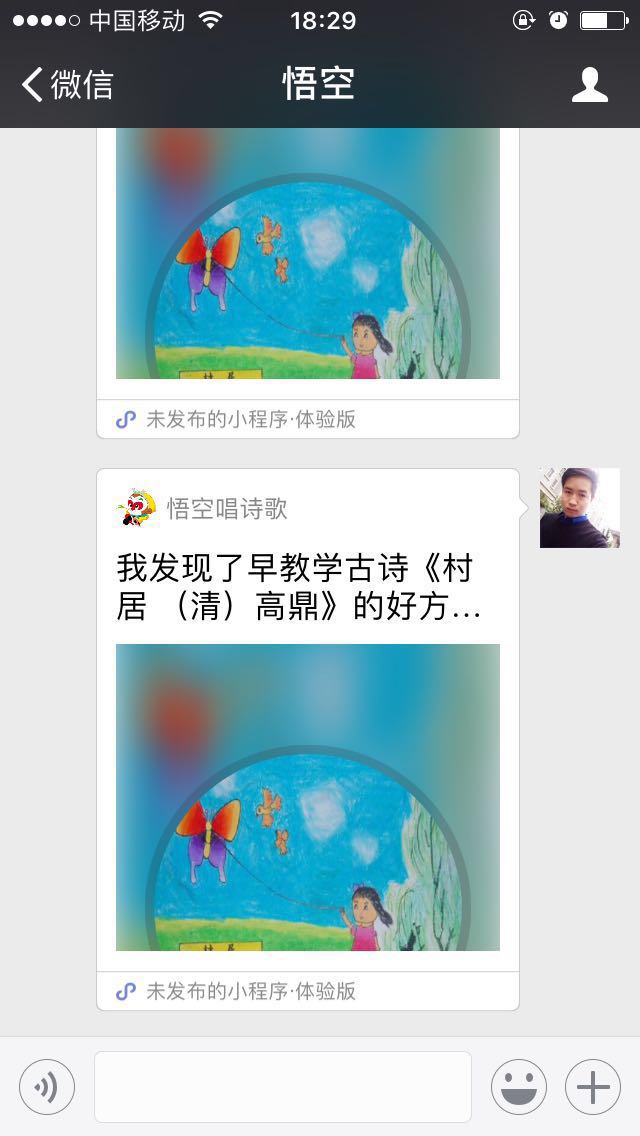 中国移动
18:29
微信
悟空
未发布的小程序·体验版
悟空唱诗歌
我发现了早教学古诗《村
居 （清）高鼎》的好方...
未发布的小程序·体验版